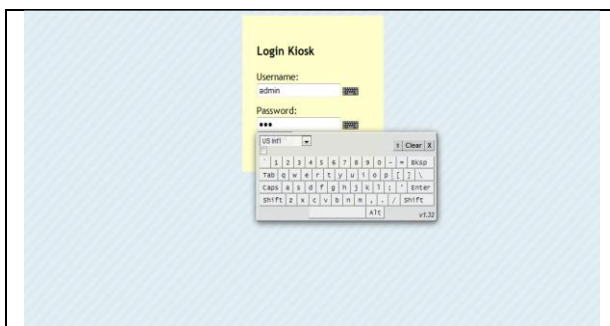 Login Kiosk
Username:
admin
Password:
•••
US Int'l
↑ Clear X
` 1 2 3 4 5 6 7 8 9 0 - = Bksp
Tab q w e r t y u i o p [ ] \
Caps a s d f g h j k l ; ' Enter
Shift z x c v b n m , . / Shift
Alt
v1.32